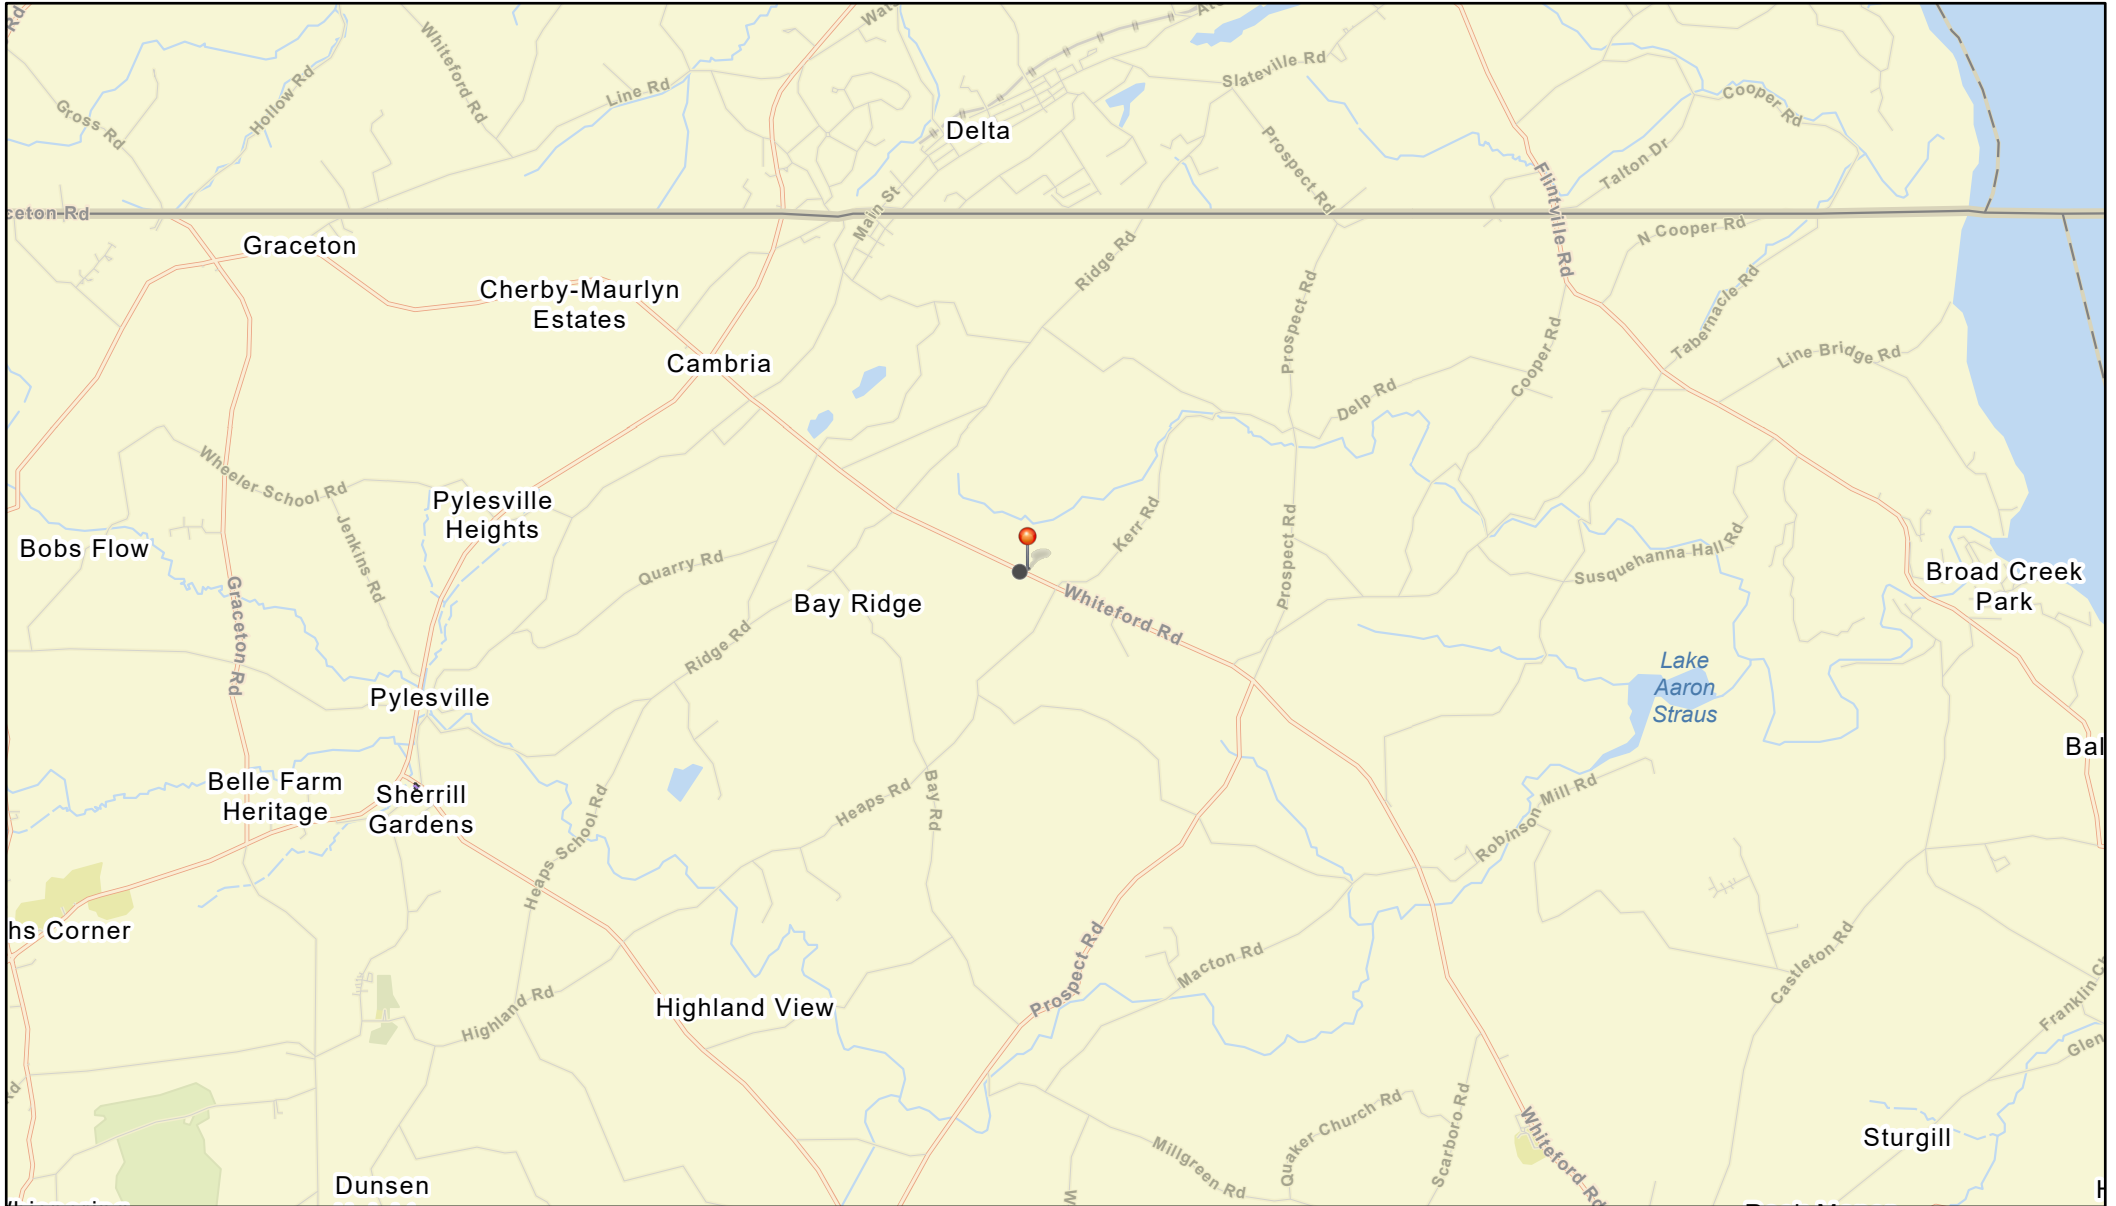 Rd
Whiteford Rd
Slateville Rd
Line Rd
Hollow Rd
Gross Rd
Cooper Rd
Delta
Prospect Rd
Talton Dr
Main St
Flintville Rd
ceton Rd
N Cooper Rd
Graceton
Ridge Rd
Cherby-Maurlyn
Estates
Prospect Rd
Tabernacle Rd
Cooper Rd
Line Bridge Rd
Cambria
Delp Rd
Wheeler School Rd
Pylesville
Heights
Jenkins Rd
Kerr Rd
Prospect Rd
Bobs Flow
Quarry Rd
Susquehanna Hall Rd
Broad Creek
Park
Bay Ridge
Whiteford Rd
Graceton Rd
Ridge Rd
Lake
Aaron
Straus
Pylesville
Bal
Belle Farm
Heritage
Sherrill
Gardens
Heaps School Rd
Heaps Rd
Bay Rd
Robinson Mill Rd
hs Corner
Prospect Rd
Macton Rd
Castleton Rd
Highland Rd
Highland View
Franklin Ch
Glen
Rd
Quaker Church Rd
Scarboro Rd
Whiteford Rd
Millgreen Rd
Sturgill
Dunsen
W
H